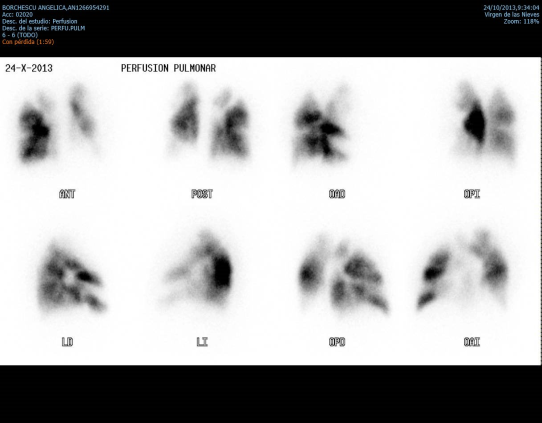 BORCHESCU ANGELICA,AN1266954291
Acc: 02020
Desc. del estudio: Perfusion
Desc. de la serie: PERFU.PULM
6 - 6 (TODO)
Con pérdida (1:59)
24/10/2013,9:34:04
Virgen de las Nieves
Zoom: 118%
24-X-2013 PERFUSION PULMONAR
ANT POST OAD OPI
LD LI OPD OAI